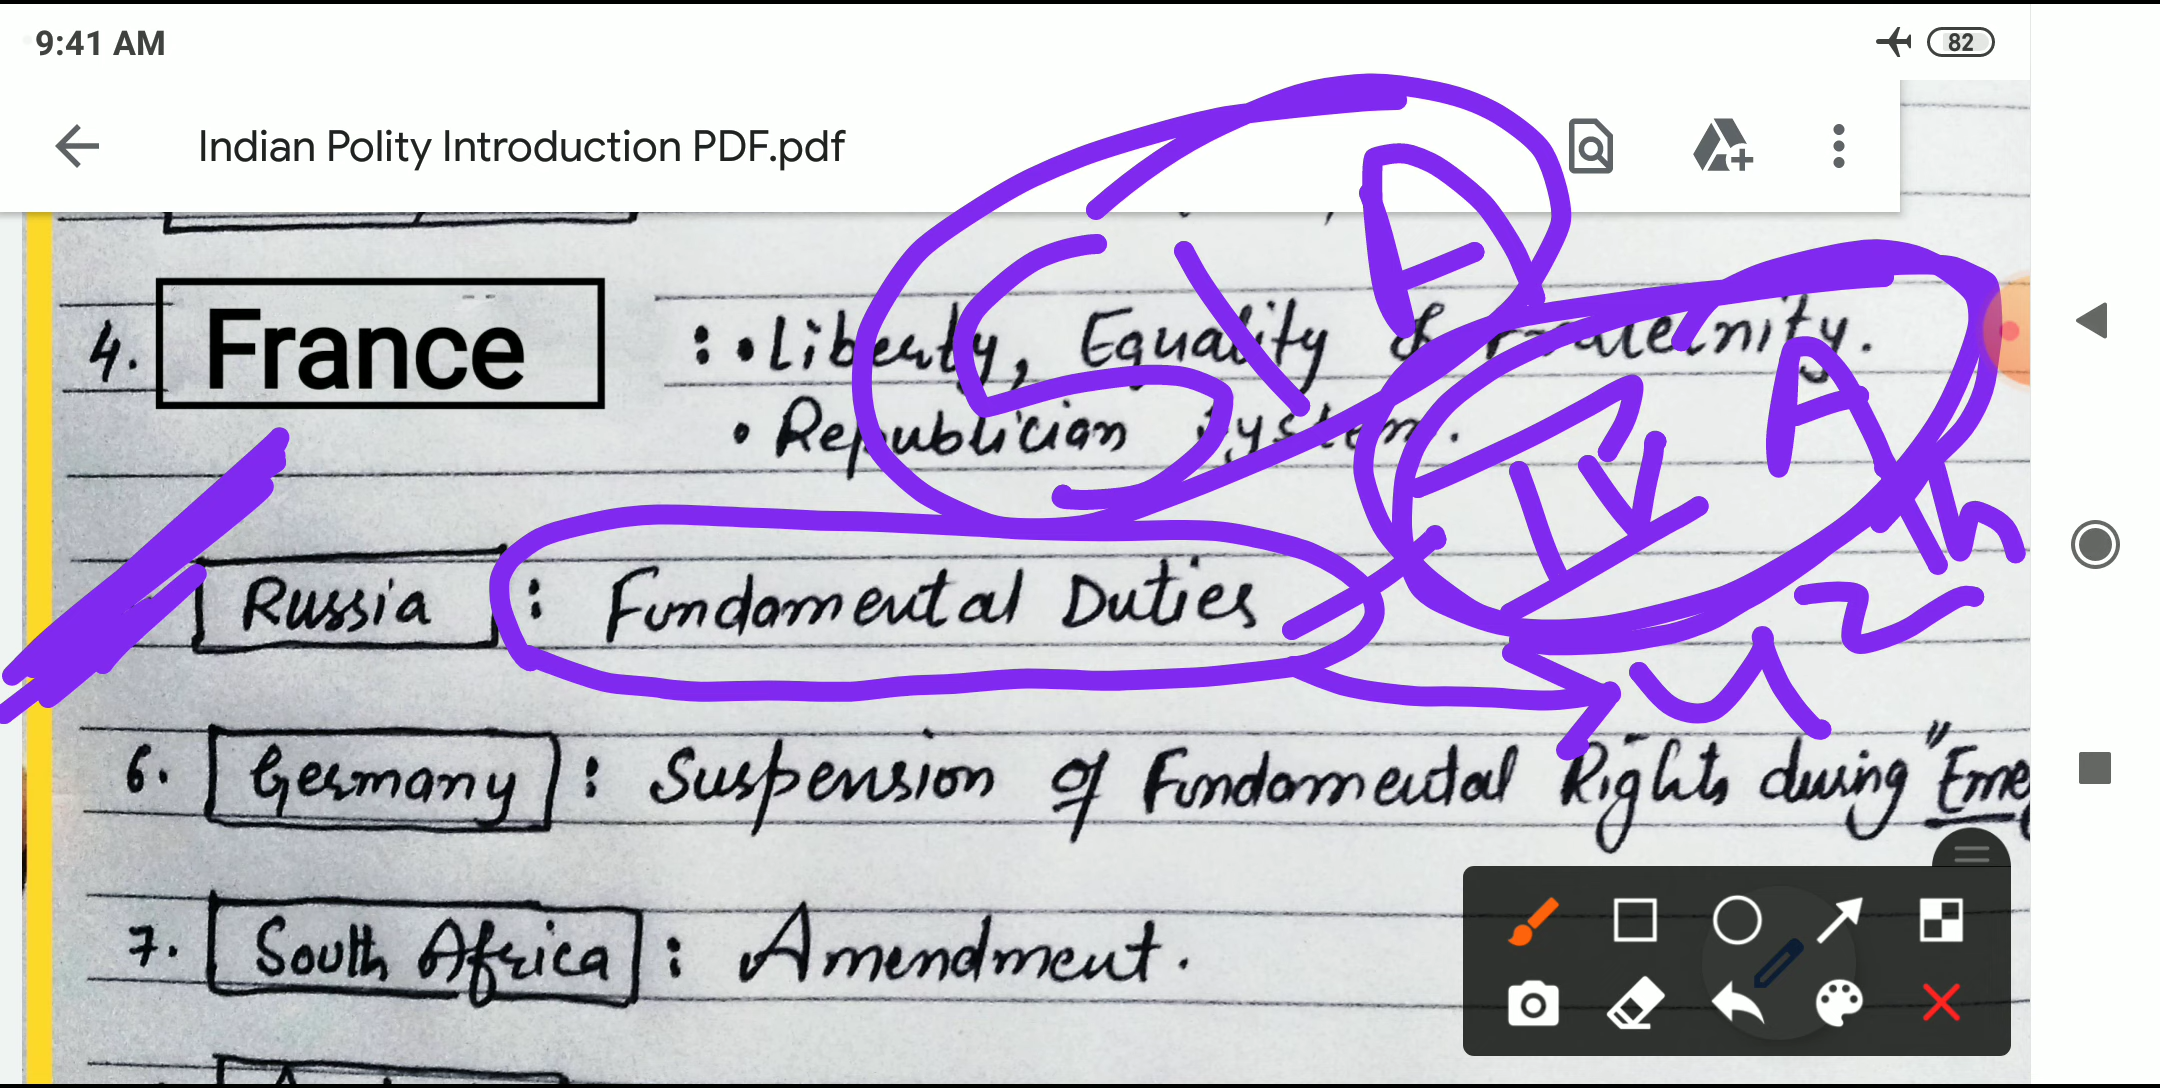 9:41 AM
82
Indian Polity Introduction PDF.pdf
4. France : • Liberty, Equality & Fraternity.
• Republician System.
Russia : Fundamental Duties
6. Germany : Suspension of Fundamental Rights during "Eme
7. South Africa : Amendment.